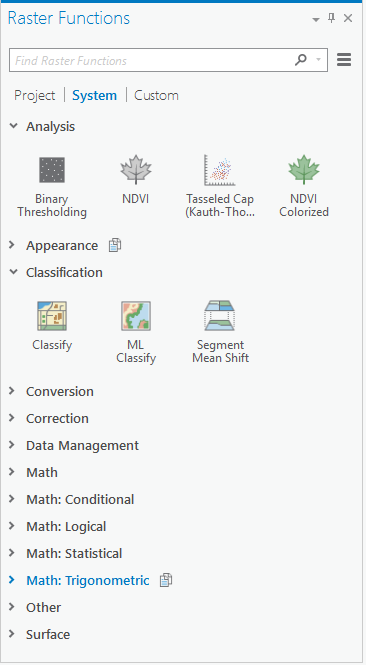 Raster Functions
Find Raster Functions
Project System Custom
Analysis
Binary Thresholding
NDVI
Tasseled Cap (Kauth-Tho...
NDVI Colorized
Appearance
Classification
Classify
ML Classify
Segment Mean Shift
Conversion
Correction
Data Management
Math
Math: Conditional
Math: Logical
Math: Statistical
Math: Trigonometric
Other
Surface